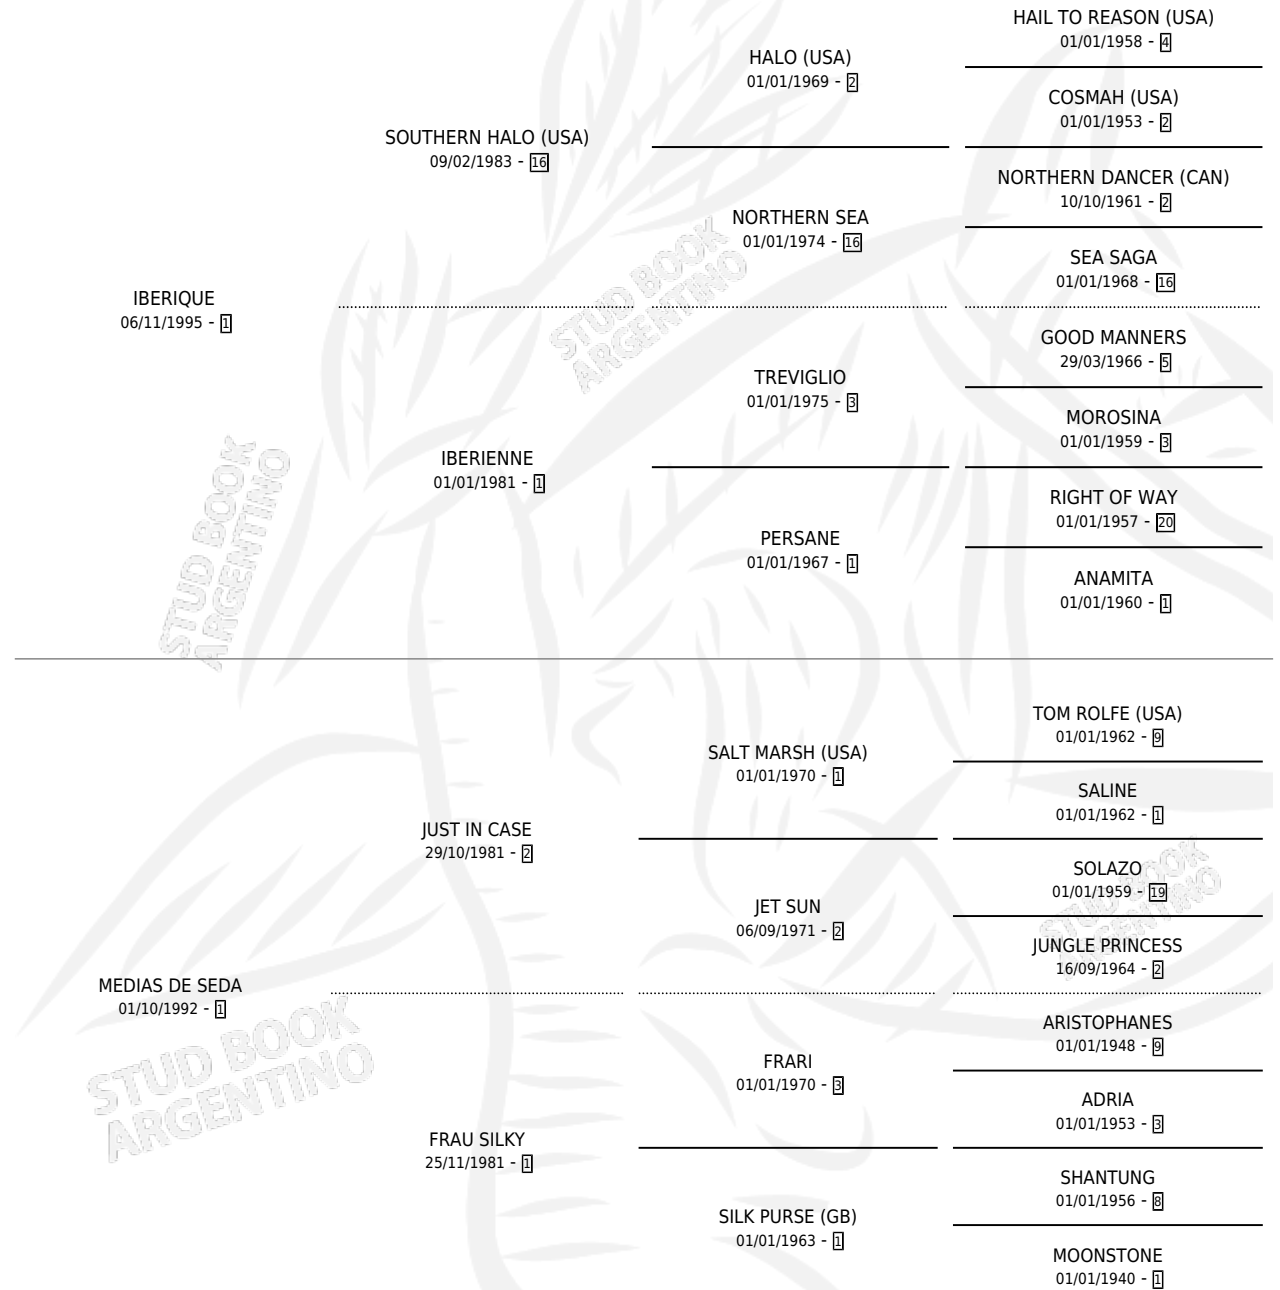 HAIL TO REASON (USA)
01/01/1958 - 4
HALO (USA)
01/01/1969 - 2
COSMAH (USA)
01/01/1953 - 2
SOUTHERN HALO (USA)
09/02/1983 - 16
NORTHERN DANCER (CAN)
10/10/1961 - 2
NORTHERN SEA
01/01/1974 - 16
SEA SAGA
01/01/1968 - 16
STUD BOOK
ARGENTINO
IBERIQUE
06/11/1995 - 1
GOOD MANNERS
29/03/1966 - 5
TREVIGLIO
01/01/1975 - 3
MOROSINA
01/01/1959 - 3
IBERIENNE
01/01/1981 - 1
RIGHT OF WAY
01/01/1957 - 20
PERSANE
01/01/1967 - 1
ANAMITA
01/01/1960 - 1
STUD BOOK
ARGENTINO
TOM ROLFE (USA)
01/01/1962 - 9
SALT MARSH (USA)
01/01/1970 - 1
SALINE
01/01/1962 - 1
JUST IN CASE
29/10/1981 - 2
SOLAZO
01/01/1959 - 19
JET SUN
06/09/1971 - 2
JUNGLE PRINCESS
16/09/1964 - 2
STUD BOOK
ARGENTINO
MEDIAS DE SEDA
01/10/1992 - 1
ARISTOPHANES
01/01/1948 - 9
FRARI
01/01/1970 - 3
ADRIA
01/01/1953 - 3
STUD BOOK
ARGENTINO
FRAU SILKY
25/11/1981 - 1
SHANTUNG
01/01/1956 - 8
SILK PURSE (GB)
01/01/1963 - 1
MOONSTONE
01/01/1940 - 1